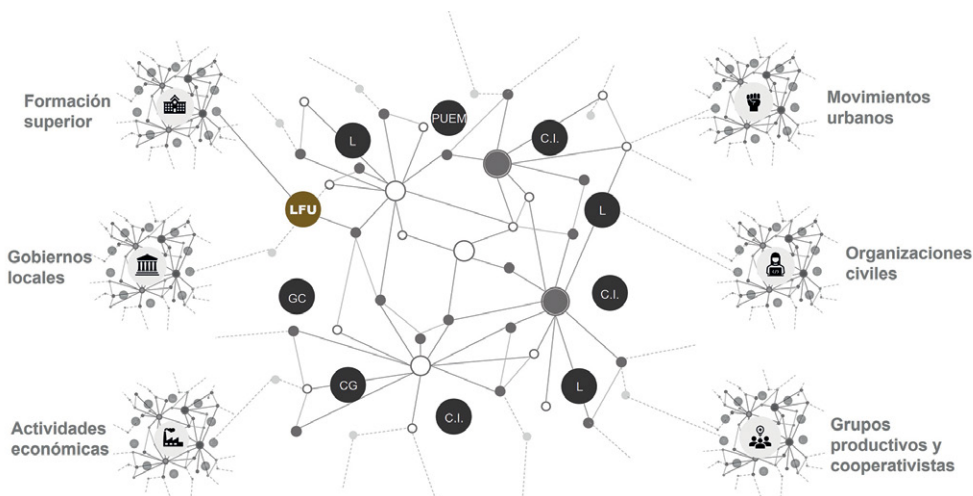 Formación
superior
Gobiernos
locales
Actividades
económicas
L
PUEM
C.I.
LFU
L
GC
C.I.
CG
L
C.I.
Movimientos
urbanos
Organizaciones
civiles
Grupos
productivos y
cooperativistas